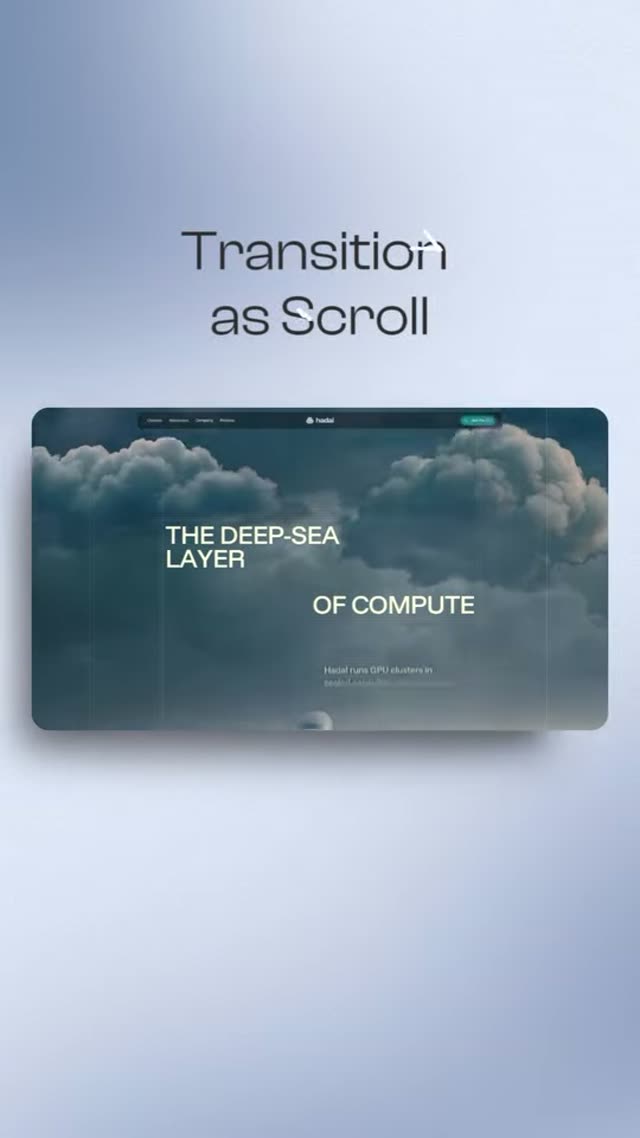 Transition
as Scroll
hadal
THE DEEP-SEA
LAYER
OF COMPUTE
Hadal runs GPU clusters in